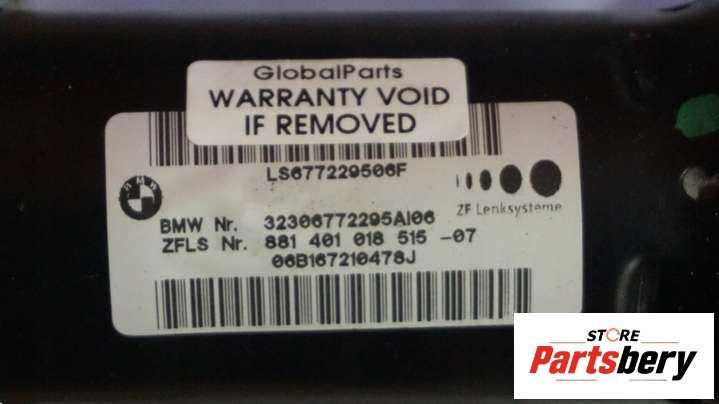 GlobalParts
WARRANTY VOID
IF REMOVED
LS677229506F
BMW
ZF Lenksysteme
BMW Nr. 32306772295AI06
ZFLS Nr. 881 401 018 515 -07
06B167210478J
STORE
Partsbery